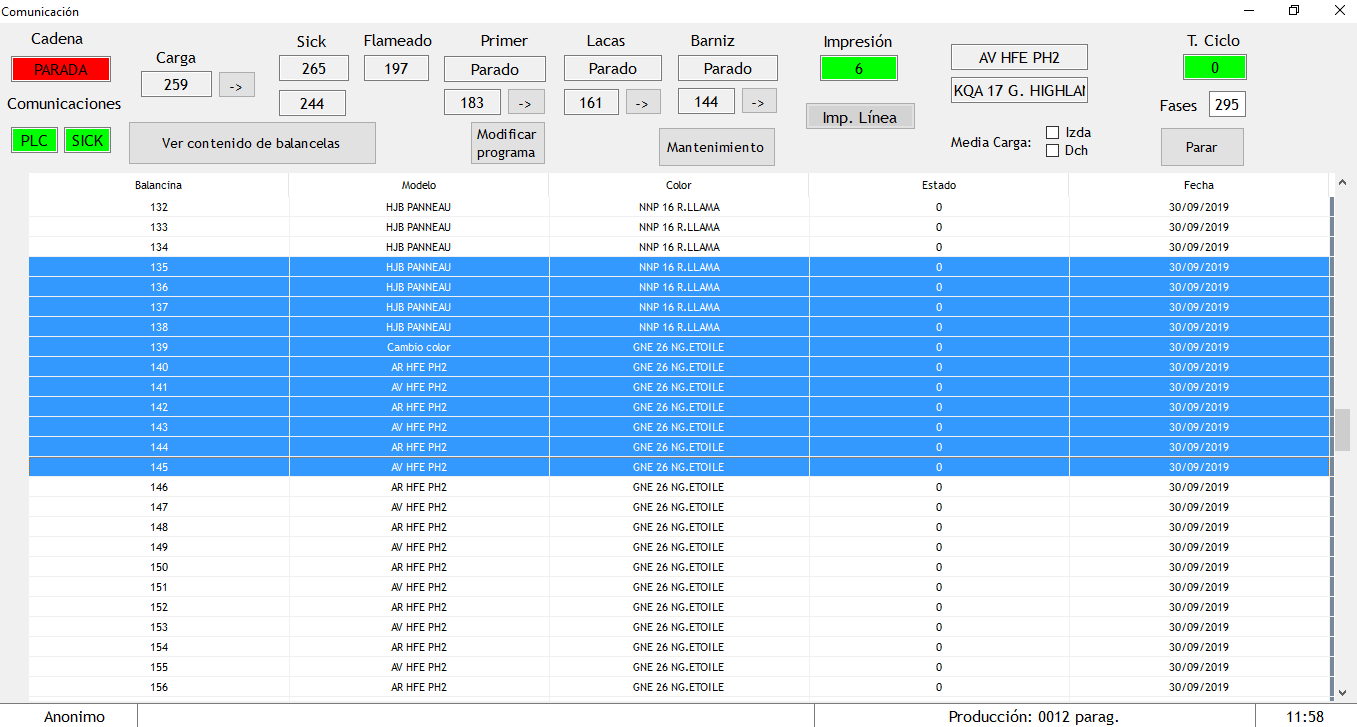 Comunicación
Cadena
PARADA
Comunicaciones
PLC SICK
Carga
259 ->
Sick
265
244
Flameado
197
Primer
Parado
183 ->
Lacas
Parado
161 ->
Barniz
Parado
144 ->
Impresión
6
Imp. Línea
AV HFE PH2
KQA 17 G. HIGHLAN
T. Ciclo
0
Fases 295
Media Carga: Izda
Dch
Parar
Ver contenido de balancelas
Modificar
programa
Mantenimiento
Balancina Modelo Color Estado Fecha
132 HJB PANNEAU NNP 16 R.LLAMA 0 30/09/2019
133 HJB PANNEAU NNP 16 R.LLAMA 0 30/09/2019
134 HJB PANNEAU NNP 16 R.LLAMA 0 30/09/2019
135 HJB PANNEAU NNP 16 R.LLAMA 0 30/09/2019
136 HJB PANNEAU NNP 16 R.LLAMA 0 30/09/2019
137 HJB PANNEAU NNP 16 R.LLAMA 0 30/09/2019
138 HJB PANNEAU NNP 16 R.LLAMA 0 30/09/2019
139 Cambio color GNE 26 NG.ETOILE 0 30/09/2019
140 AR HFE PH2 GNE 26 NG.ETOILE 0 30/09/2019
141 AV HFE PH2 GNE 26 NG.ETOILE 0 30/09/2019
142 AR HFE PH2 GNE 26 NG.ETOILE 0 30/09/2019
143 AV HFE PH2 GNE 26 NG.ETOILE 0 30/09/2019
144 AR HFE PH2 GNE 26 NG.ETOILE 0 30/09/2019
145 AV HFE PH2 GNE 26 NG.ETOILE 0 30/09/2019
146 AR HFE PH2 GNE 26 NG.ETOILE 0 30/09/2019
147 AV HFE PH2 GNE 26 NG.ETOILE 0 30/09/2019
148 AR HFE PH2 GNE 26 NG.ETOILE 0 30/09/2019
149 AV HFE PH2 GNE 26 NG.ETOILE 0 30/09/2019
150 AR HFE PH2 GNE 26 NG.ETOILE 0 30/09/2019
151 AV HFE PH2 GNE 26 NG.ETOILE 0 30/09/2019
152 AR HFE PH2 GNE 26 NG.ETOILE 0 30/09/2019
153 AV HFE PH2 GNE 26 NG.ETOILE 0 30/09/2019
154 AR HFE PH2 GNE 26 NG.ETOILE 0 30/09/2019
155 AV HFE PH2 GNE 26 NG.ETOILE 0 30/09/2019
156 AR HFE PH2 GNE 26 NG.ETOILE 0 30/09/2019
Anonimo Producción: 0012 parag. 11:58